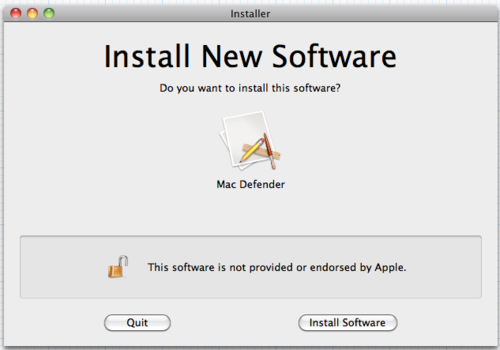 Installer
Install New Software
Do you want to install this software?
Mac Defender
This software is not provided or endorsed by Apple.
Quit
Install Software